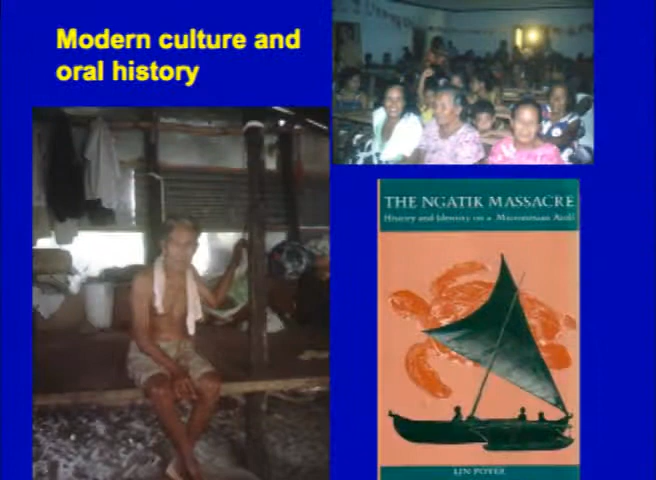 Modern culture and
oral history
THE NGATIK MASSACRE
History and Identity on a Micronesian Atoll
LIN POYER